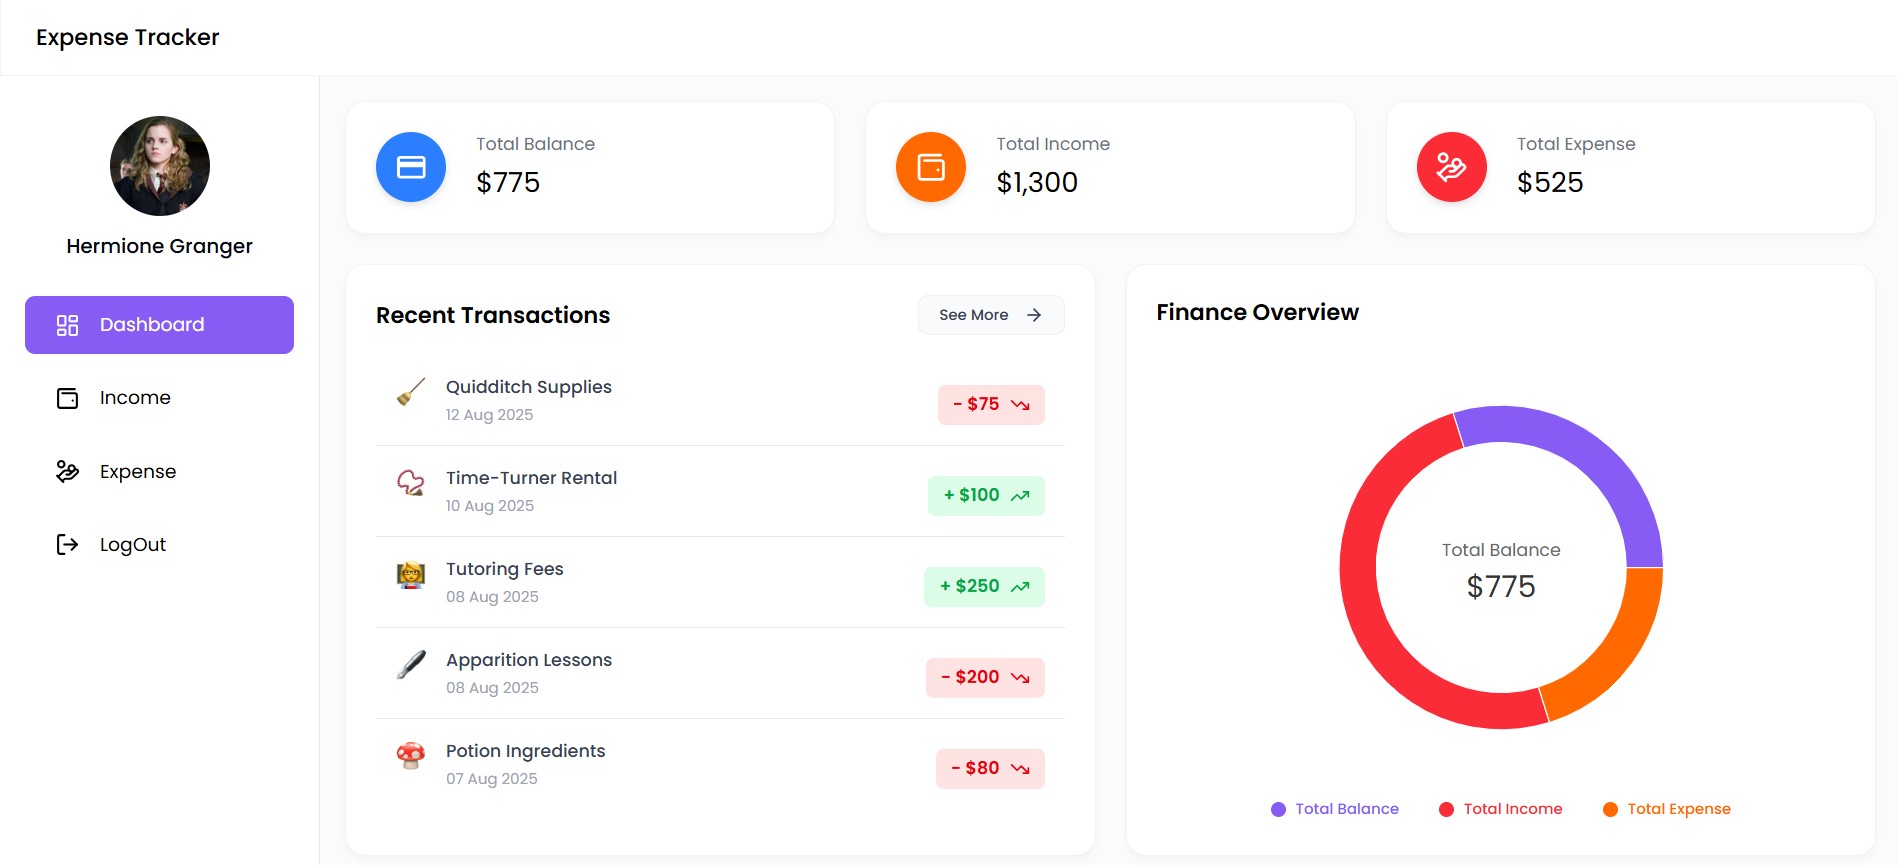 Expense Tracker
Hermione Granger
Dashboard
Income
Expense
LogOut
Total Balance
$775
Total Income
$1,300
Total Expense
$525
Recent Transactions
See More
Quidditch Supplies
12 Aug 2025
- $75
Time-Turner Rental
10 Aug 2025
+ $100
Tutoring Fees
08 Aug 2025
+ $250
Apparition Lessons
08 Aug 2025
- $200
Potion Ingredients
07 Aug 2025
- $80
Finance Overview
Total Balance
$775
Total Balance
Total Income
Total Expense